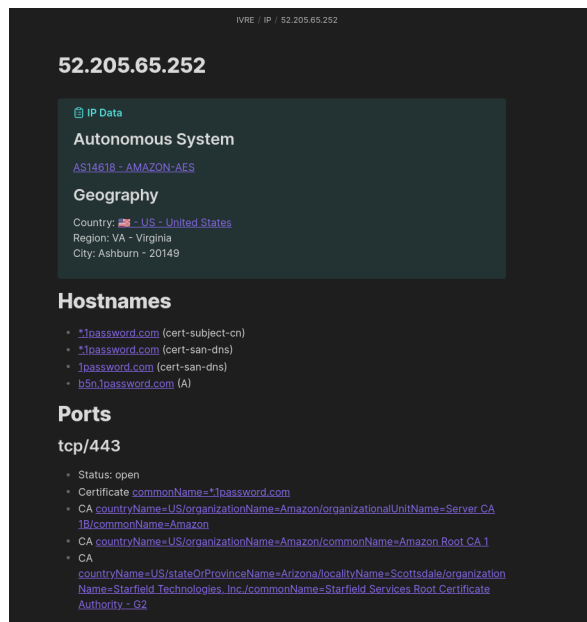 IVRE / IP / 52.205.65.252
52.205.65.252
IP Data
Autonomous System
AS14618 - AMAZON-AES
Geography
Country: 🇺🇸 - US - United States
Region: VA - Virginia
City: Ashburn - 20149
Hostnames
*.1password.com (cert-subject-cn)
*.1password.com (cert-san-dns)
1password.com (cert-san-dns)
b5n.1password.com (A)
Ports
tcp/443
Status: open
Certificate commonName=*.1password.com
CA countryName=US/organizationName=Amazon/organizationalUnitName=Server CA
1B/commonName=Amazon
CA countryName=US/organizationName=Amazon/commonName=Amazon Root CA 1
CA
countryName=US/stateOrProvinceName=Arizona/localityName=Scottsdale/organization
Name=Starfield Technologies, Inc./commonName=Starfield Services Root Certificate
Authority - G2